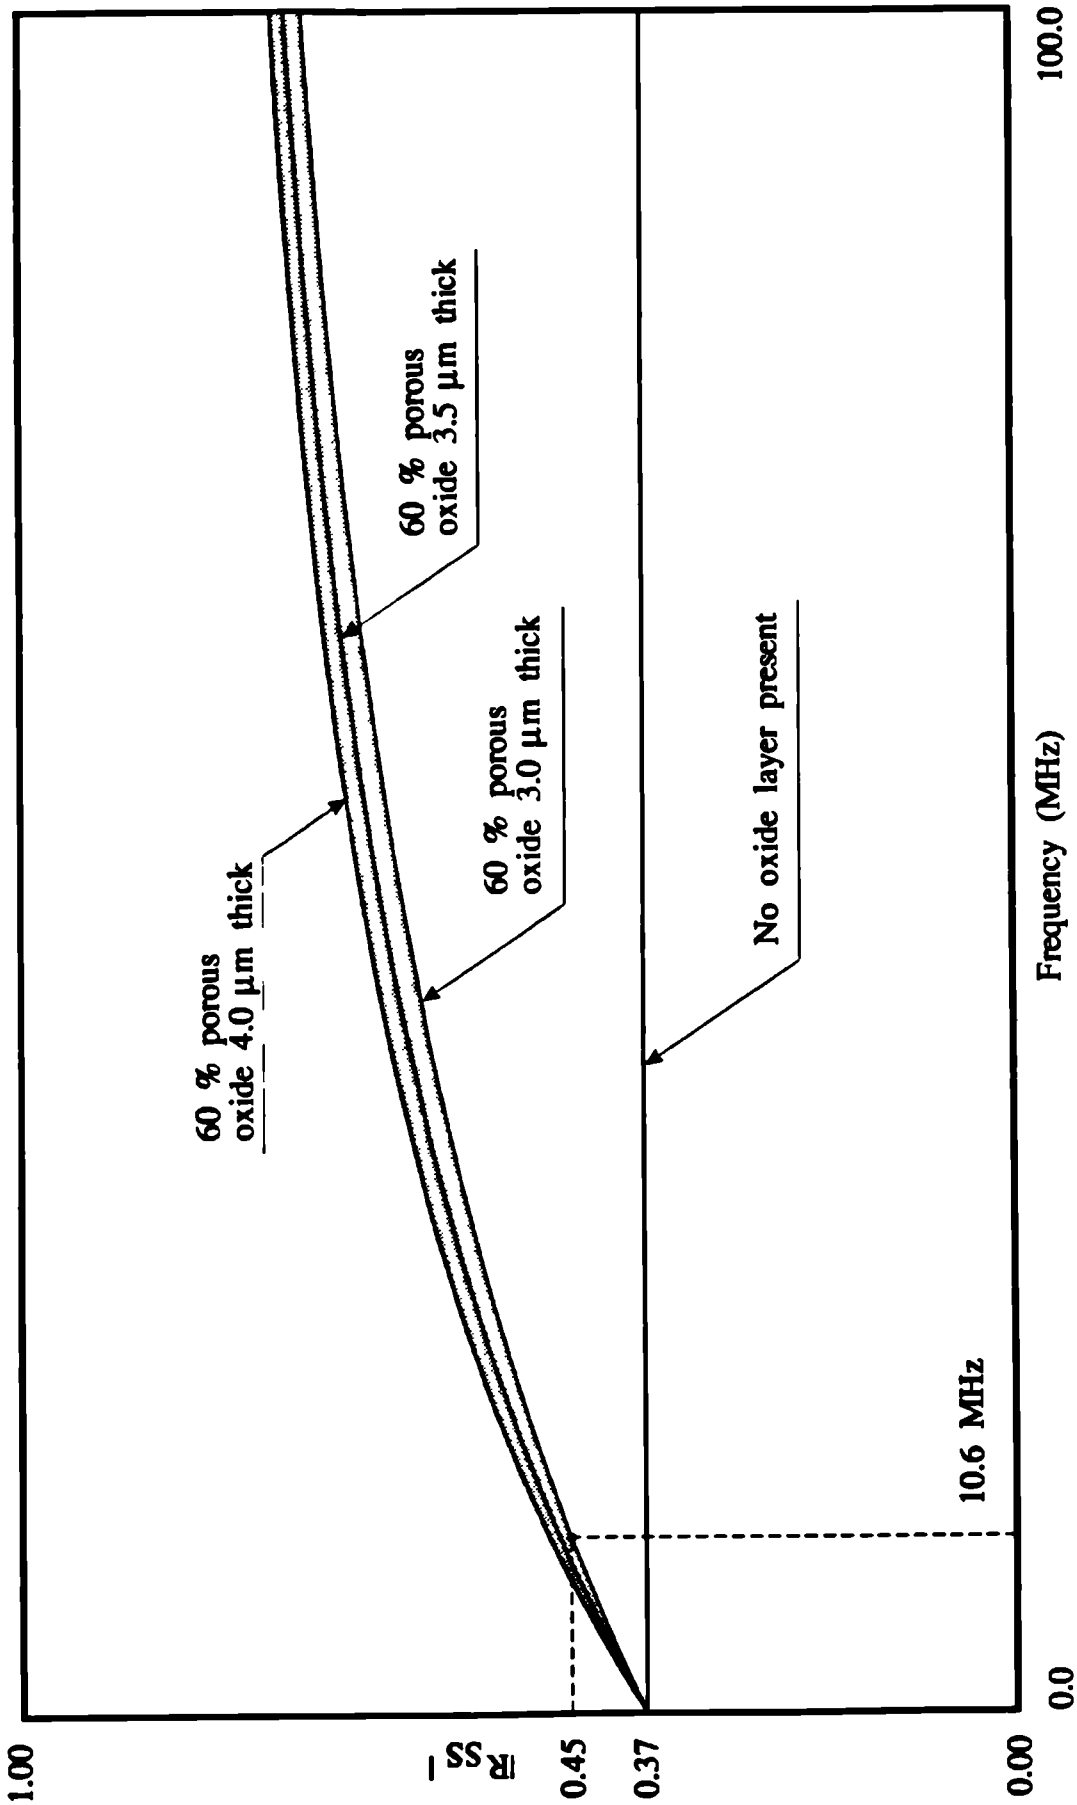 1.00
R̄ss
0.45
0.37
0.00
60 % porous
oxide 4.0 μm thick
60 % porous
oxide 3.5 μm thick
60 % porous
oxide 3.0 μm thick
No oxide layer present
10.6 MHz
0.0
Frequency (MHz)
100.0